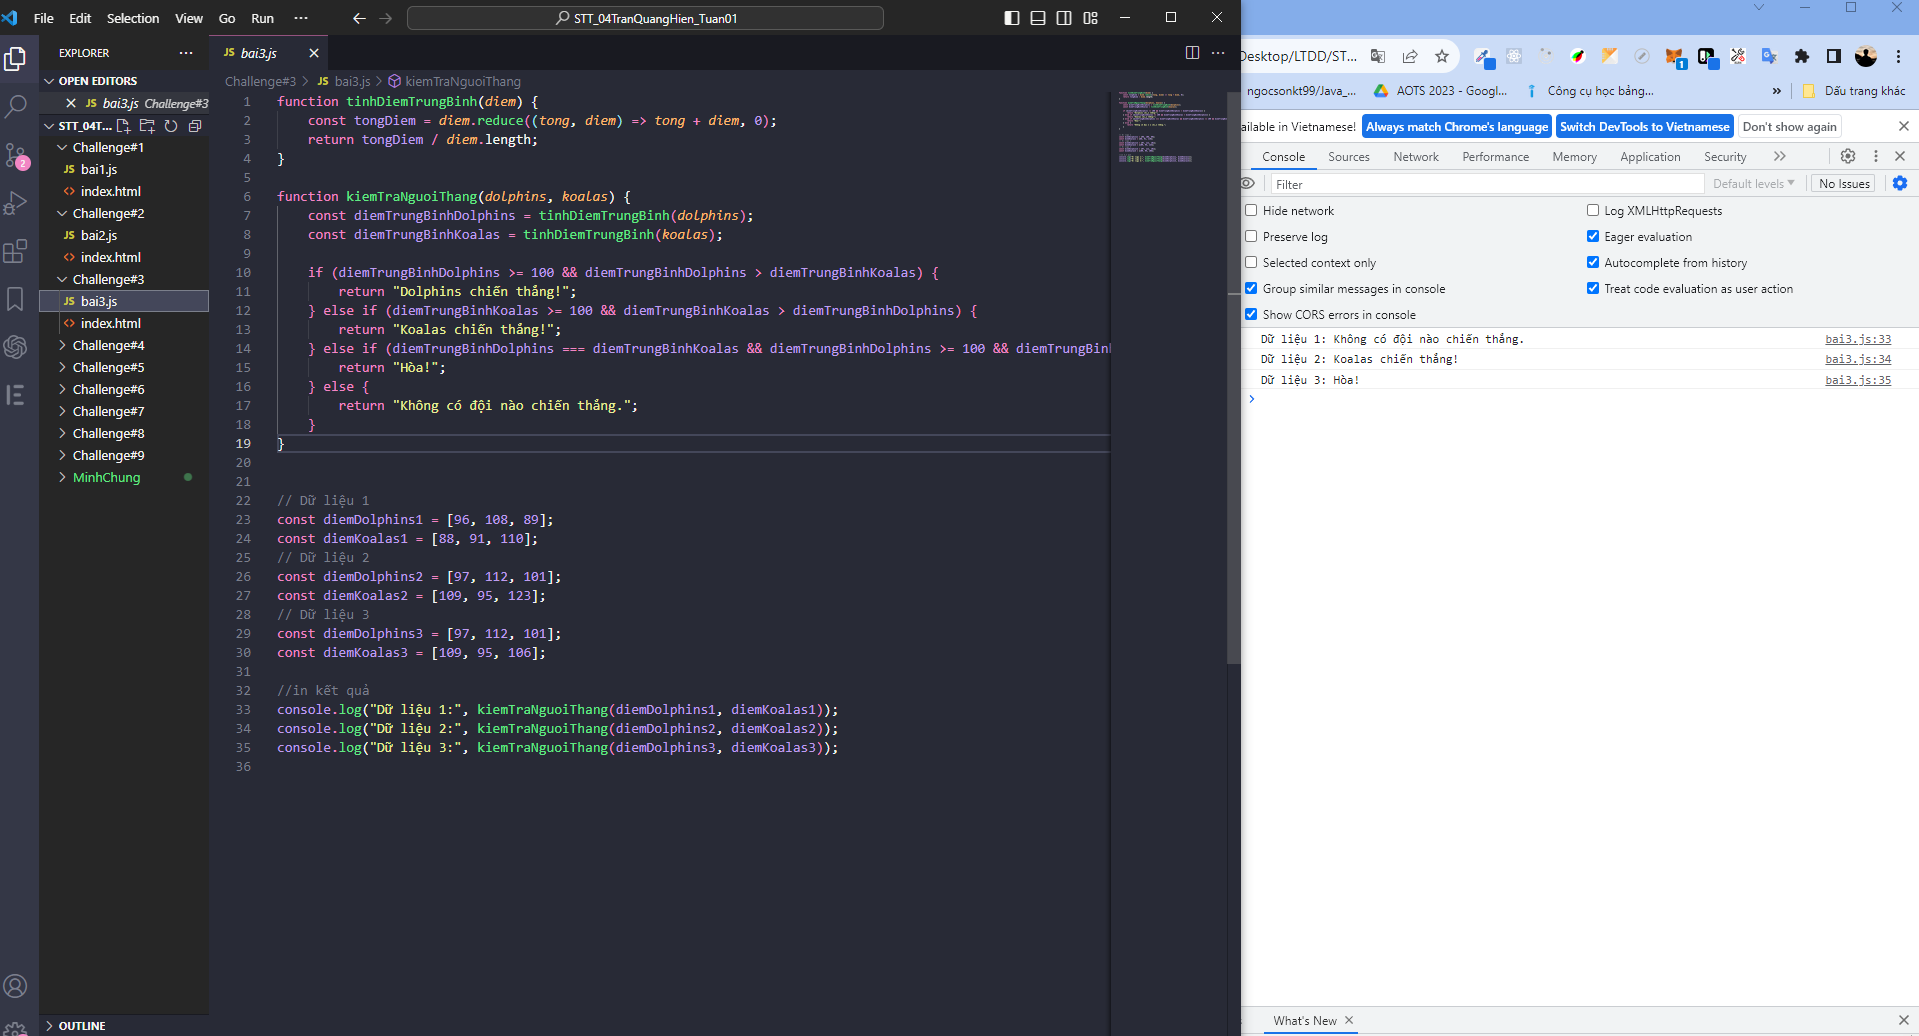 File Edit Selection View Go Run ··· STT_04TranQuangHien_Tuan01
EXPLORER ···
OPEN EDITORS
JS bai3.js Challenge#3
STT_04T...
Challenge#1
JS bai1.js
<> index.html
Challenge#2
JS bai2.js
<> index.html
Challenge#3
JS bai3.js
<> index.html
Challenge#4
Challenge#5
Challenge#6
Challenge#7
Challenge#8
Challenge#9
MinhChung
OUTLINE
2
JS bai3.js
Challenge#3 > JS bai3.js > kiemTraNguoiThang
1 function tinhDiemTrungBinh(diem) {
2 const tongDiem = diem.reduce((tong, diem) => tong + diem, 0);
3 return tongDiem / diem.length;
4 }
5
6 function kiemTraNguoiThang(dolphins, koalas) {
7 const diemTrungBinhDolphins = tinhDiemTrungBinh(dolphins);
8 const diemTrungBinhKoalas = tinhDiemTrungBinh(koalas);
9
10 if (diemTrungBinhDolphins >= 100 && diemTrungBinhDolphins > diemTrungBinhKoalas) {
11 return "Dolphins chiến thắng!";
12 } else if (diemTrungBinhKoalas >= 100 && diemTrungBinhKoalas > diemTrungBinhDolphins) {
13 return "Koalas chiến thắng!";
14 } else if (diemTrungBinhDolphins === diemTrungBinhKoalas && diemTrungBinhDolphins >= 100 && diemTrungBinh
15 return "Hòa!";
16 } else {
17 return "Không có đội nào chiến thắng.";
18 }
19 }
20
21
22 // Dữ liệu 1
23 const diemDolphins1 = [96, 108, 89];
24 const diemKoalas1 = [88, 91, 110];
25 // Dữ liệu 2
26 const diemDolphins2 = [97, 112, 101];
27 const diemKoalas2 = [109, 95, 123];
28 // Dữ liệu 3
29 const diemDolphins3 = [97, 112, 101];
30 const diemKoalas3 = [109, 95, 106];
31
32 //in kết quả
33 console.log("Dữ liệu 1:", kiemTraNguoiThang(diemDolphins1, diemKoalas1));
34 console.log("Dữ liệu 2:", kiemTraNguoiThang(diemDolphins2, diemKoalas2));
35 console.log("Dữ liệu 3:", kiemTraNguoiThang(diemDolphins3, diemKoalas3));
36
Desktop/LTDD/ST... 1
ngocsonkt99/Java_... AOTS 2023 - Googl... Công cụ học bảng... » Dấu trang khác
ailable in Vietnamese! Always match Chrome's language Switch DevTools to Vietnamese Don't show again
Console Sources Network Performance Memory Application Security
Filter Default levels No Issues
Hide network Log XMLHttpRequests
Preserve log Eager evaluation
Selected context only Autocomplete from history
Group similar messages in console Treat code evaluation as user action
Show CORS errors in console
Dữ liệu 1: Không có đội nào chiến thắng. bai3.js:33
Dữ liệu 2: Koalas chiến thắng! bai3.js:34
Dữ liệu 3: Hòa! bai3.js:35
What's New